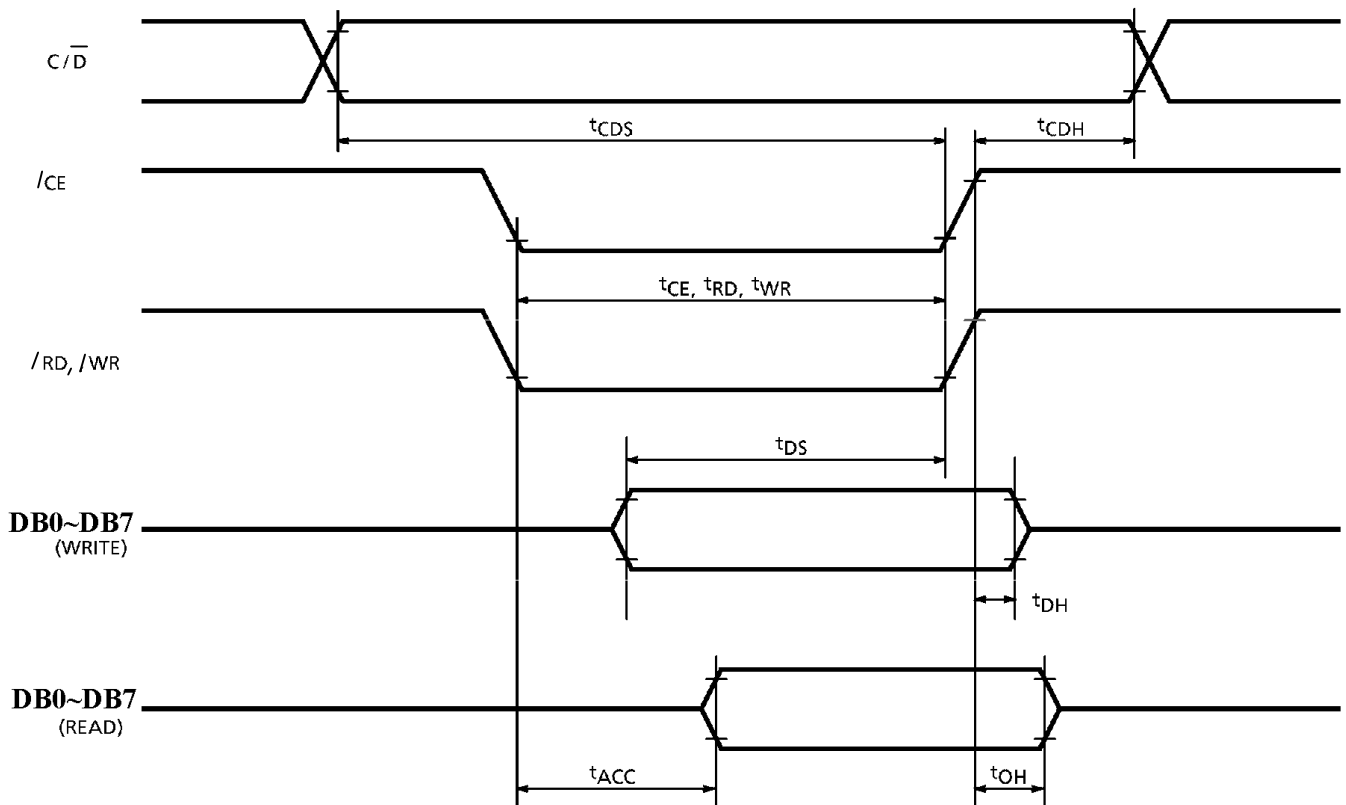 C/D̅
tCDS
tCDH
/CE
tCE, tRD, tWR
/RD, /WR
tDS
DB0~DB7
(WRITE)
tDH
DB0~DB7
(READ)
tACC
tOH